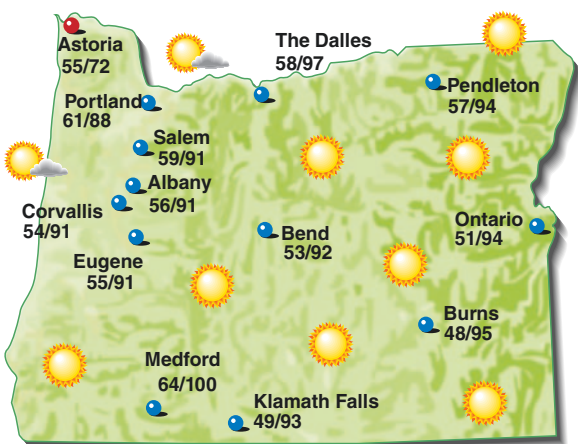 Astoria
55/72
The Dalles
58/97
Pendleton
57/94
Portland
61/88
Salem
59/91
Albany
56/91
Corvallis
54/91
Eugene
55/91
Bend
53/92
Ontario
51/94
Burns
48/95
Medford
64/100
Klamath Falls
49/93